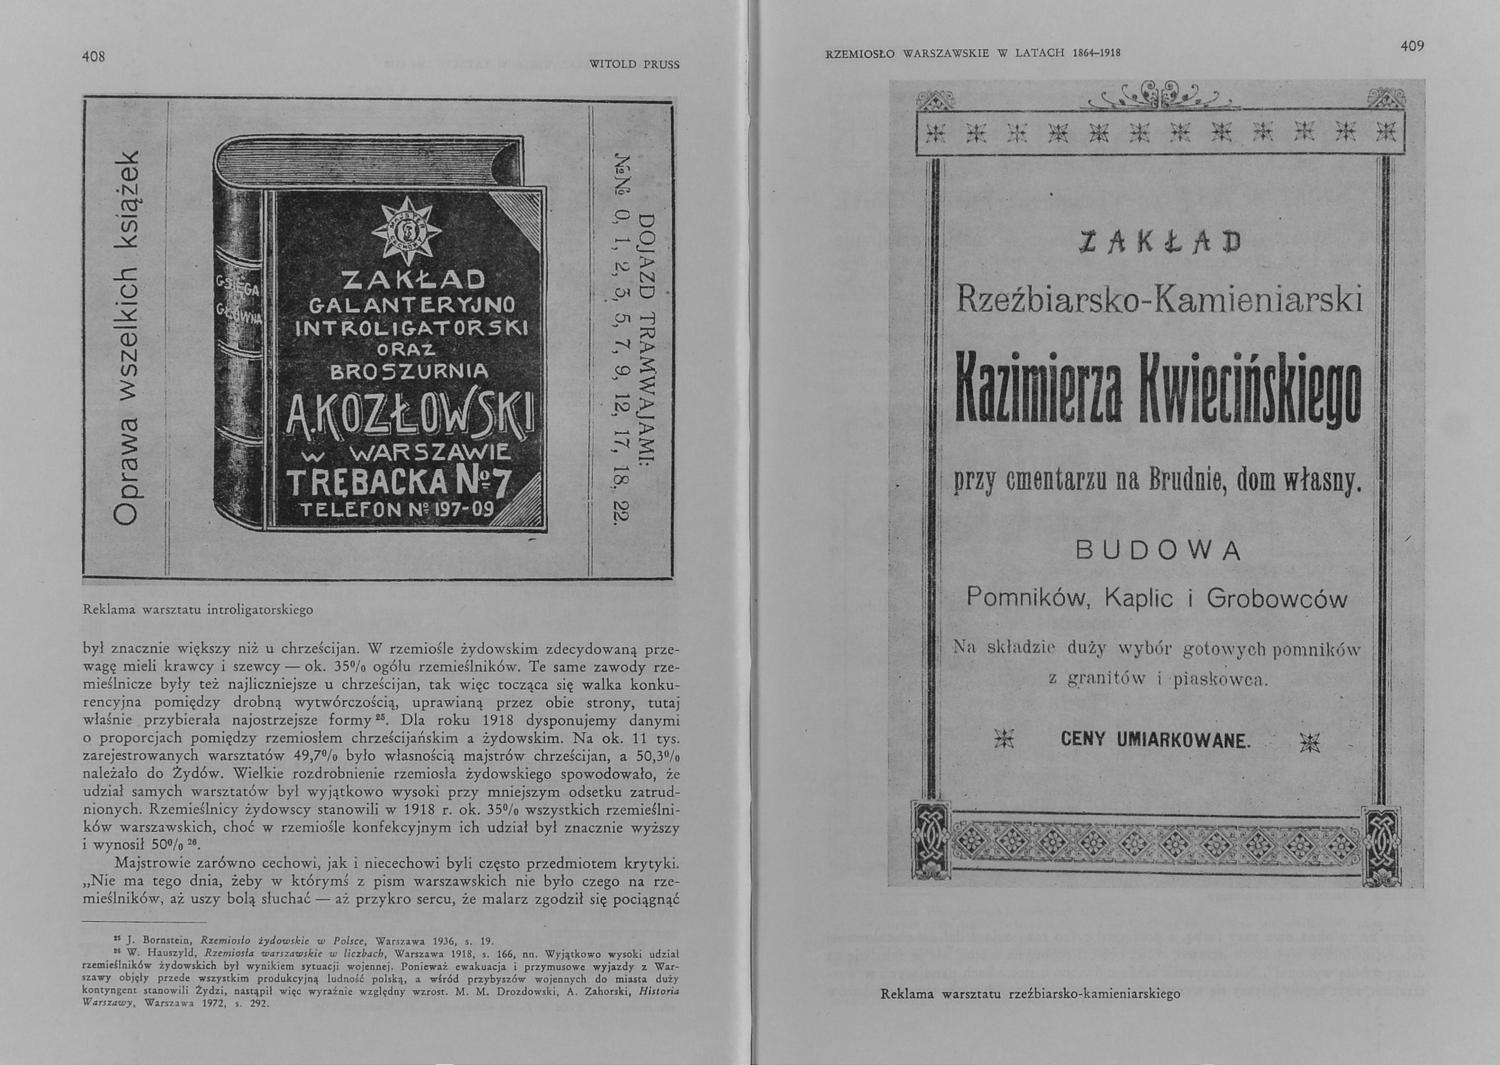 408
WITOLD PRUSS
Oprawa wszelkich książek
KSIĘGA
GŁÓWNA
ZAKŁAD
GALANTERYJNO
INTROLIGATORSKI
ORAZ
BROSZURNIA
A.KOZŁOWSKI
W WARSZAWIE
TRĘBACKA № 7
TELEFON № 197-09
DOJAZD TRAMWAJAMI:
№№ 0, 1, 2, 3, 5, 7, 9, 12, 17, 18, 22.
Reklama warsztatu introligatorskiego
był znacznie większy niż u chrześcijan. W rzemiośle żydowskim zdecydowaną prze-
wagę mieli krawcy i szewcy — ok. 35% ogółu rzemieślników. Te same zawody rze-
mieślnicze były też najliczniejsze u chrześcijan, tak więc tocząca się walka konku-
rencyjna pomiędzy drobną wytwórczością, uprawianą przez obie strony, tutaj
właśnie przybierała najostrzejsze formy 25. Dla roku 1918 dysponujemy danymi
o proporcjach pomiędzy rzemiosłem chrześcijańskim a żydowskim. Na ok. 11 tys.
zarejestrowanych warsztatów 49,7% było własnością majstrów chrześcijan, a 50,3%
należało do Żydów. Wielkie rozdrobnienie rzemiosła żydowskiego spowodowało, że
udział samych warsztatów był wyjątkowo wysoki przy mniejszym odsetku zatrud-
nionych. Rzemieślnicy żydowscy stanowili w 1918 r. ok. 35% wszystkich rzemieślni-
ków warszawskich, choć w rzemiośle konfekcyjnym ich udział był znacznie wyższy
i wynosił 50% 26.
Majstrowie zarówno cechowi, jak i niecechowi byli często przedmiotem krytyki.
„Nie ma tego dnia, żeby w którymś z pism warszawskich nie było czego na rze-
mieślników, aż uszy bolą słuchać — aż przykro sercu, że malarz zgodził się pociągnąć
25 J. Bornstein, Rzemiosło żydowskie w Polsce, Warszawa 1936, s. 19.
26 W. Hauszyld, Rzemiosła warszawskie w liczbach, Warszawa 1918, s. 166, nn. Wyjątkowo wysoki udział
rzemieślników żydowskich był wynikiem sytuacji wojennej. Ponieważ ewakuacja i przymusowe wyjazdy z War-
szawy objęły przede wszystkim produkcyjną ludność polską, a wśród przybyszów wojennych do miasta duży
kontyngent stanowili Żydzi, nastąpił więc wyraźnie względny wzrost. M. M. Drozdowski, A. Zahorski, Historia
Warszawy, Warszawa 1972, s. 292.
RZEMIOSŁO WARSZAWSKIE W LATACH 1864–1918
409
ZAKŁAD
Rzeźbiarsko-Kamieniarski
Kazimierza Kwiecińskiego
przy cmentarzu na Brudnie, dom własny.
BUDOWA
Pomników, Kaplic i Grobowców
Na składzie duży wybór gotowych pomników
z granitów i piaskowca.
CENY UMIARKOWANE.
Reklama warsztatu rzeźbiarsko-kamieniarskiego